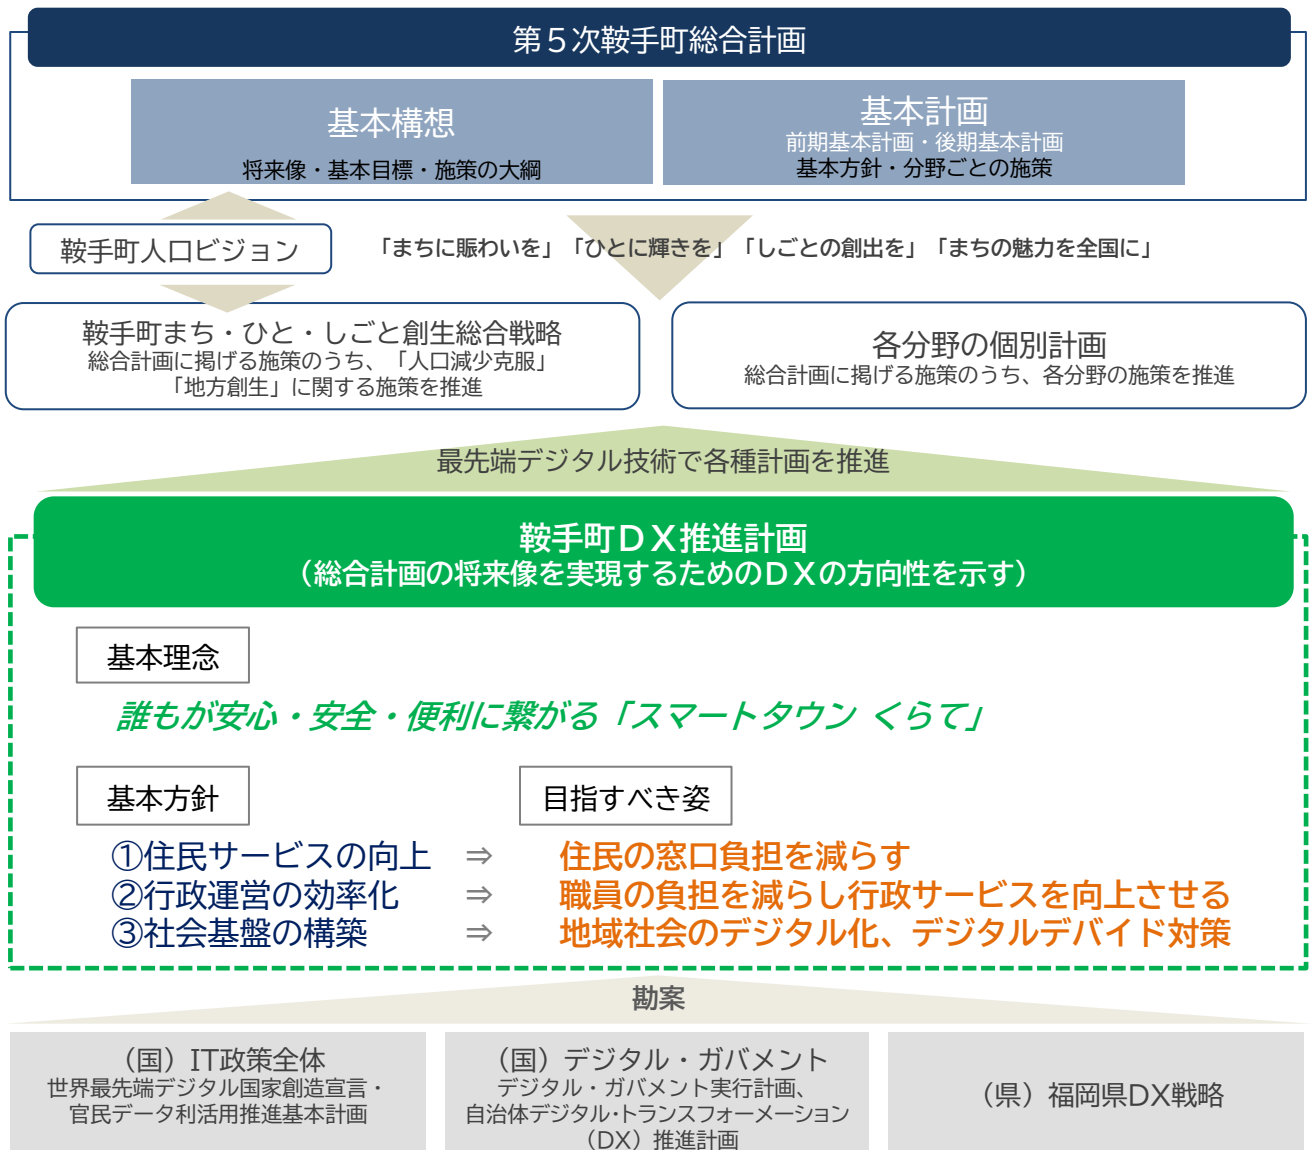 第５次鞍手町総合計画
基本構想
将来像・基本目標・施策の大綱
基本計画
前期基本計画・後期基本計画
基本方針・分野ごとの施策
鞍手町人口ビジョン
「まちに賑わいを」「ひとに輝きを」「しごとの創出を」「まちの魅力を全国に」
鞍手町まち・ひと・しごと創生総合戦略
総合計画に掲げる施策のうち、「人口減少克服」
「地方創生」に関する施策を推進
各分野の個別計画
総合計画に掲げる施策のうち、各分野の施策を推進
最先端デジタル技術で各種計画を推進
鞍手町ＤＸ推進計画
（総合計画の将来像を実現するためのＤＸの方向性を示す）
基本理念
誰もが安心・安全・便利に繋がる「スマートタウン くらて」
基本方針
目指すべき姿
①住民サービスの向上 ⇒ 住民の窓口負担を減らす
②行政運営の効率化 ⇒ 職員の負担を減らし行政サービスを向上させる
③社会基盤の構築 ⇒ 地域社会のデジタル化、デジタルデバイド対策
勘案
（国）IT政策全体
世界最先端デジタル国家創造宣言・
官民データ利活用推進基本計画
（国）デジタル・ガバメント
デジタル・ガバメント実行計画、
自治体デジタル・トランスフォーメーション
（DX）推進計画
（県）福岡県DX戦略